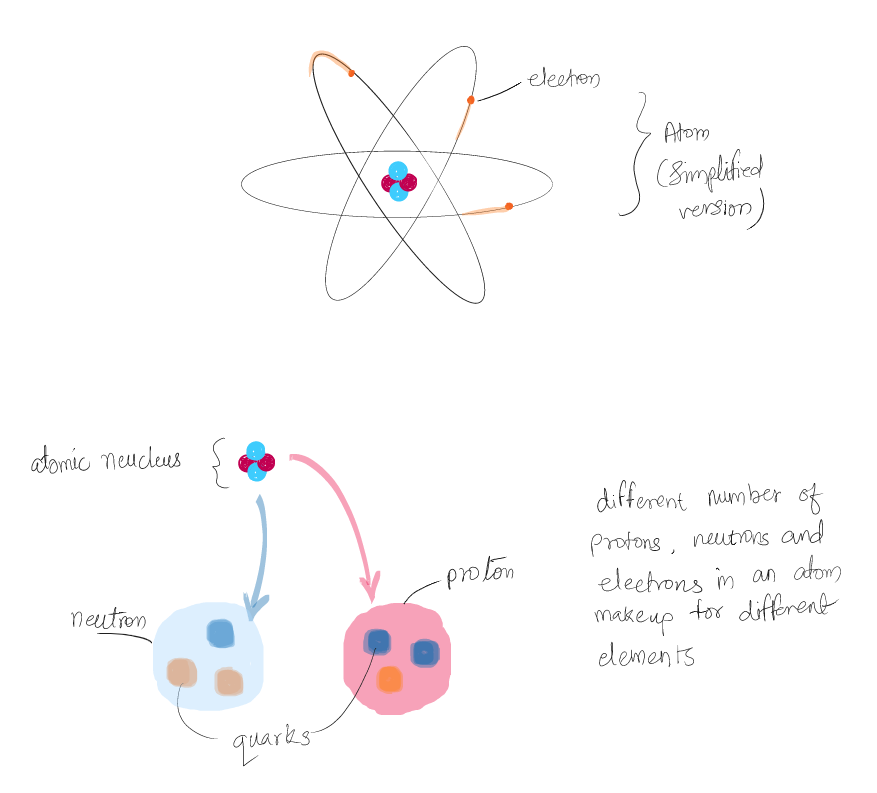 electron
Atom
(Simplified
version)
atomic neucleus
proton
neutron
quarks
different number of
protons, neutrons and
electrons in an atom
makeup for different
elements